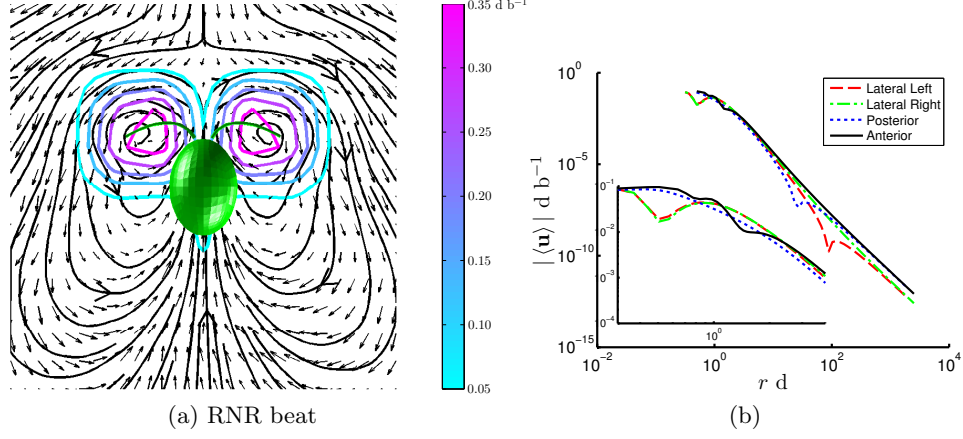 0.35 d b⁻¹
0.30
0.25
0.20
0.15
0.10
0.05
(a) RNR beat
|⟨u⟩| d b⁻¹
10⁰
10⁻⁵
10⁻¹⁰
10⁻¹⁵
Lateral Left
Lateral Right
Posterior
Anterior
10⁻¹
10⁻²
10⁻³
10⁻⁴
10⁰
10⁻²
10⁰
10²
10⁴
r d
(b)